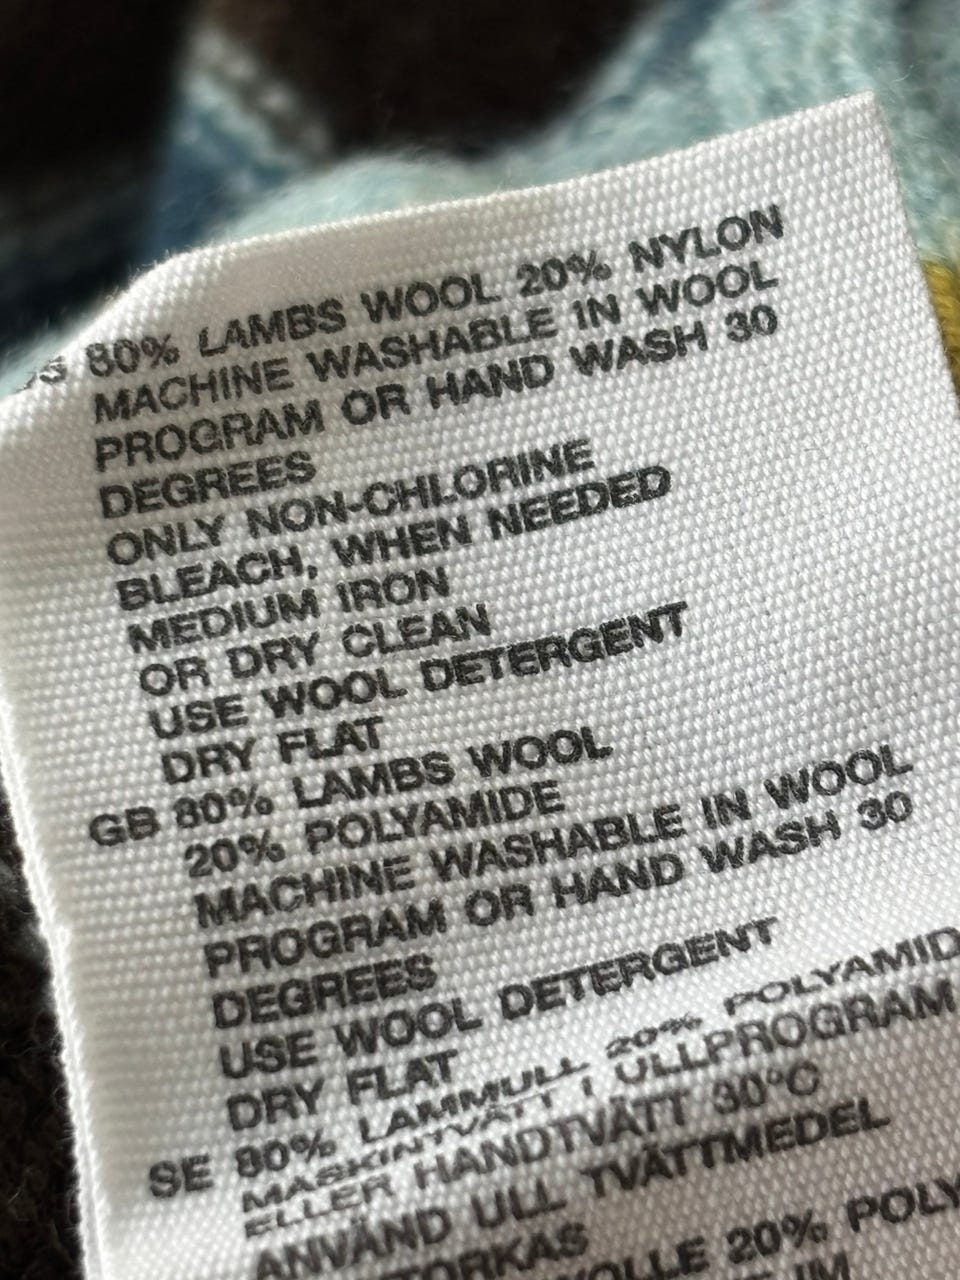 80% LAMBS WOOL 20% NYLON
MACHINE WASHABLE IN WOOL
PROGRAM OR HAND WASH 30
DEGREES
ONLY NON-CHLORINE
BLEACH, WHEN NEEDED
MEDIUM IRON
OR DRY CLEAN
USE WOOL DETERGENT
DRY FLAT
GB 80% LAMBS WOOL
20% POLYAMIDE
MACHINE WASHABLE IN WOOL
PROGRAM OR HAND WASH 30
DEGREES
USE WOOL DETERGENT
DRY FLAT
SE 80% LAMMULL 20% POLYAMID
MASKINTVÄTT I ULLPROGRAM
ELLER HANDTVÄTT 30°C
ANVÄND ULL TVÄTTMEDEL
20%